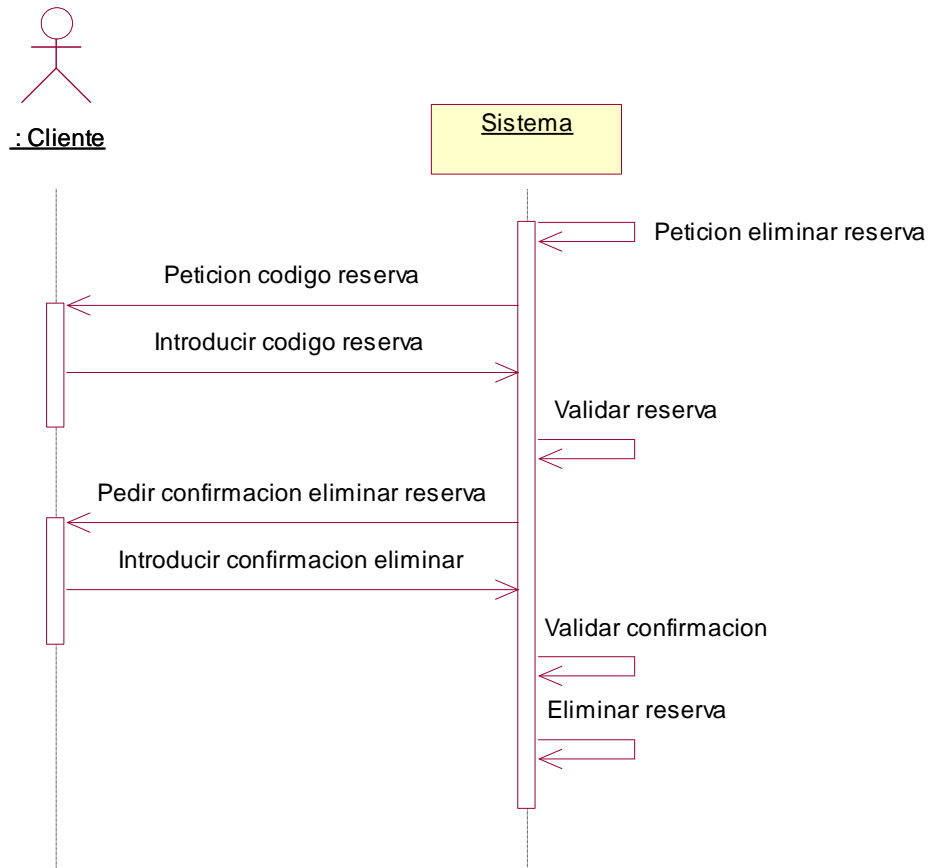 : Cliente
Sistema
Peticion eliminar reserva
Peticion codigo reserva
Introducir codigo reserva
Validar reserva
Pedir confirmacion eliminar reserva
Introducir confirmacion eliminar
Validar confirmacion
Eliminar reserva